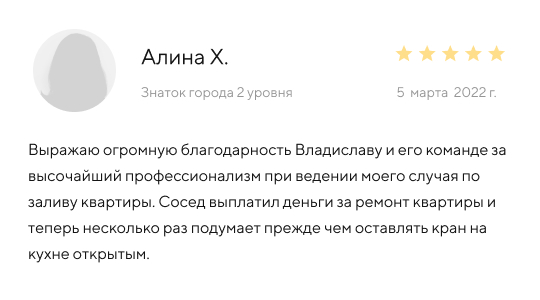 Алина Х.
Знаток города 2 уровня
5 марта 2022 г.
Выражаю огромную благодарность Владиславу и его команде за
высочайший профессионализм при ведении моего случая по
заливу квартиры. Сосед выплатил деньги за ремонт квартиры и
теперь несколько раз подумает прежде чем оставлять кран на
кухне открытым.